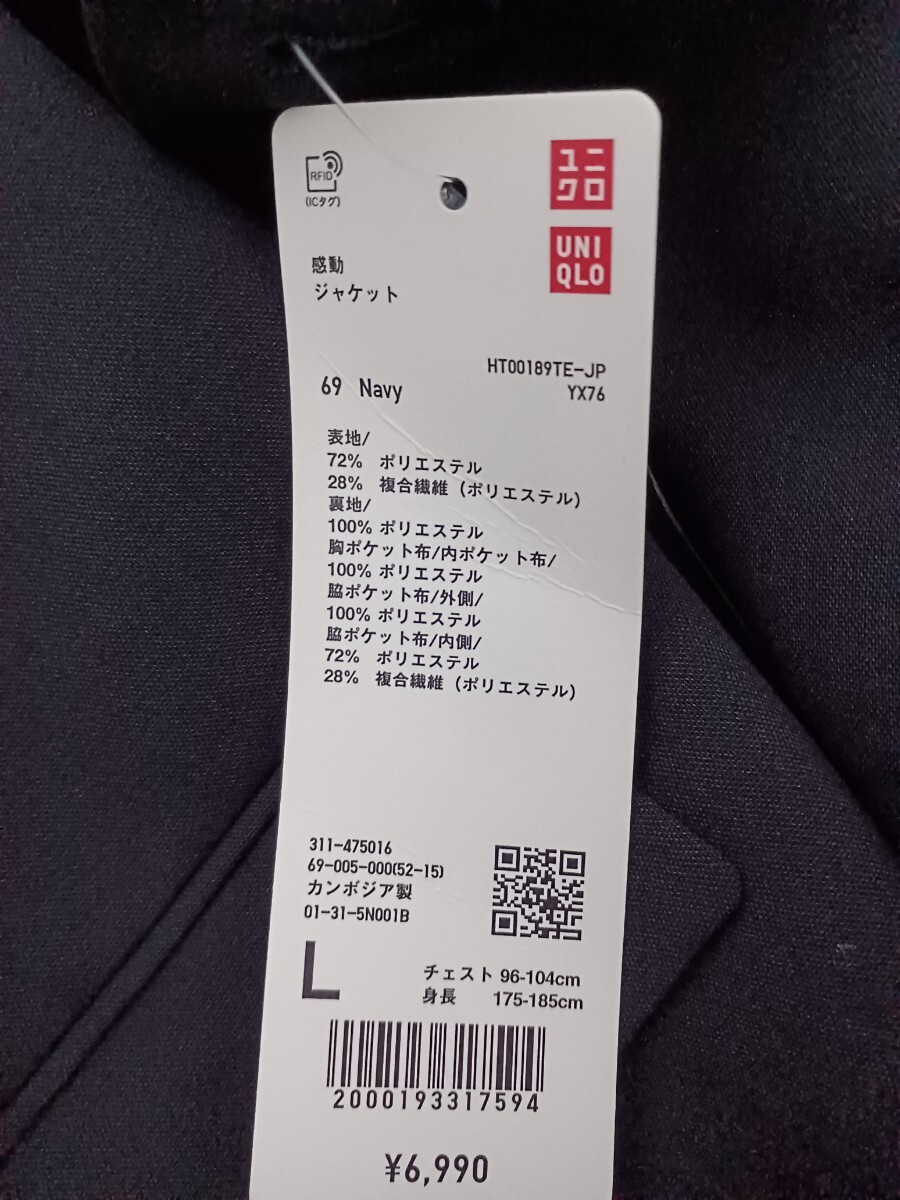 RFID
(ICタグ)
ユニ
クロ
UNI
QLO
感動
ジャケット
HT00189TE-JP
YX76
69 Navy
表地/
72% ポリエステル
28% 複合繊維(ポリエステル)
裏地/
100% ポリエステル
胸ポケット布/内ポケット布/
100% ポリエステル
脇ポケット布/外側/
100% ポリエステル
脇ポケット布/内側/
72% ポリエステル
28% 複合繊維(ポリエステル)
311-475016
69-005-000(52-15)
カンボジア製
01-31-5N001B
L
チェスト 96-104cm
身長 175-185cm
2000193317594
¥6,990